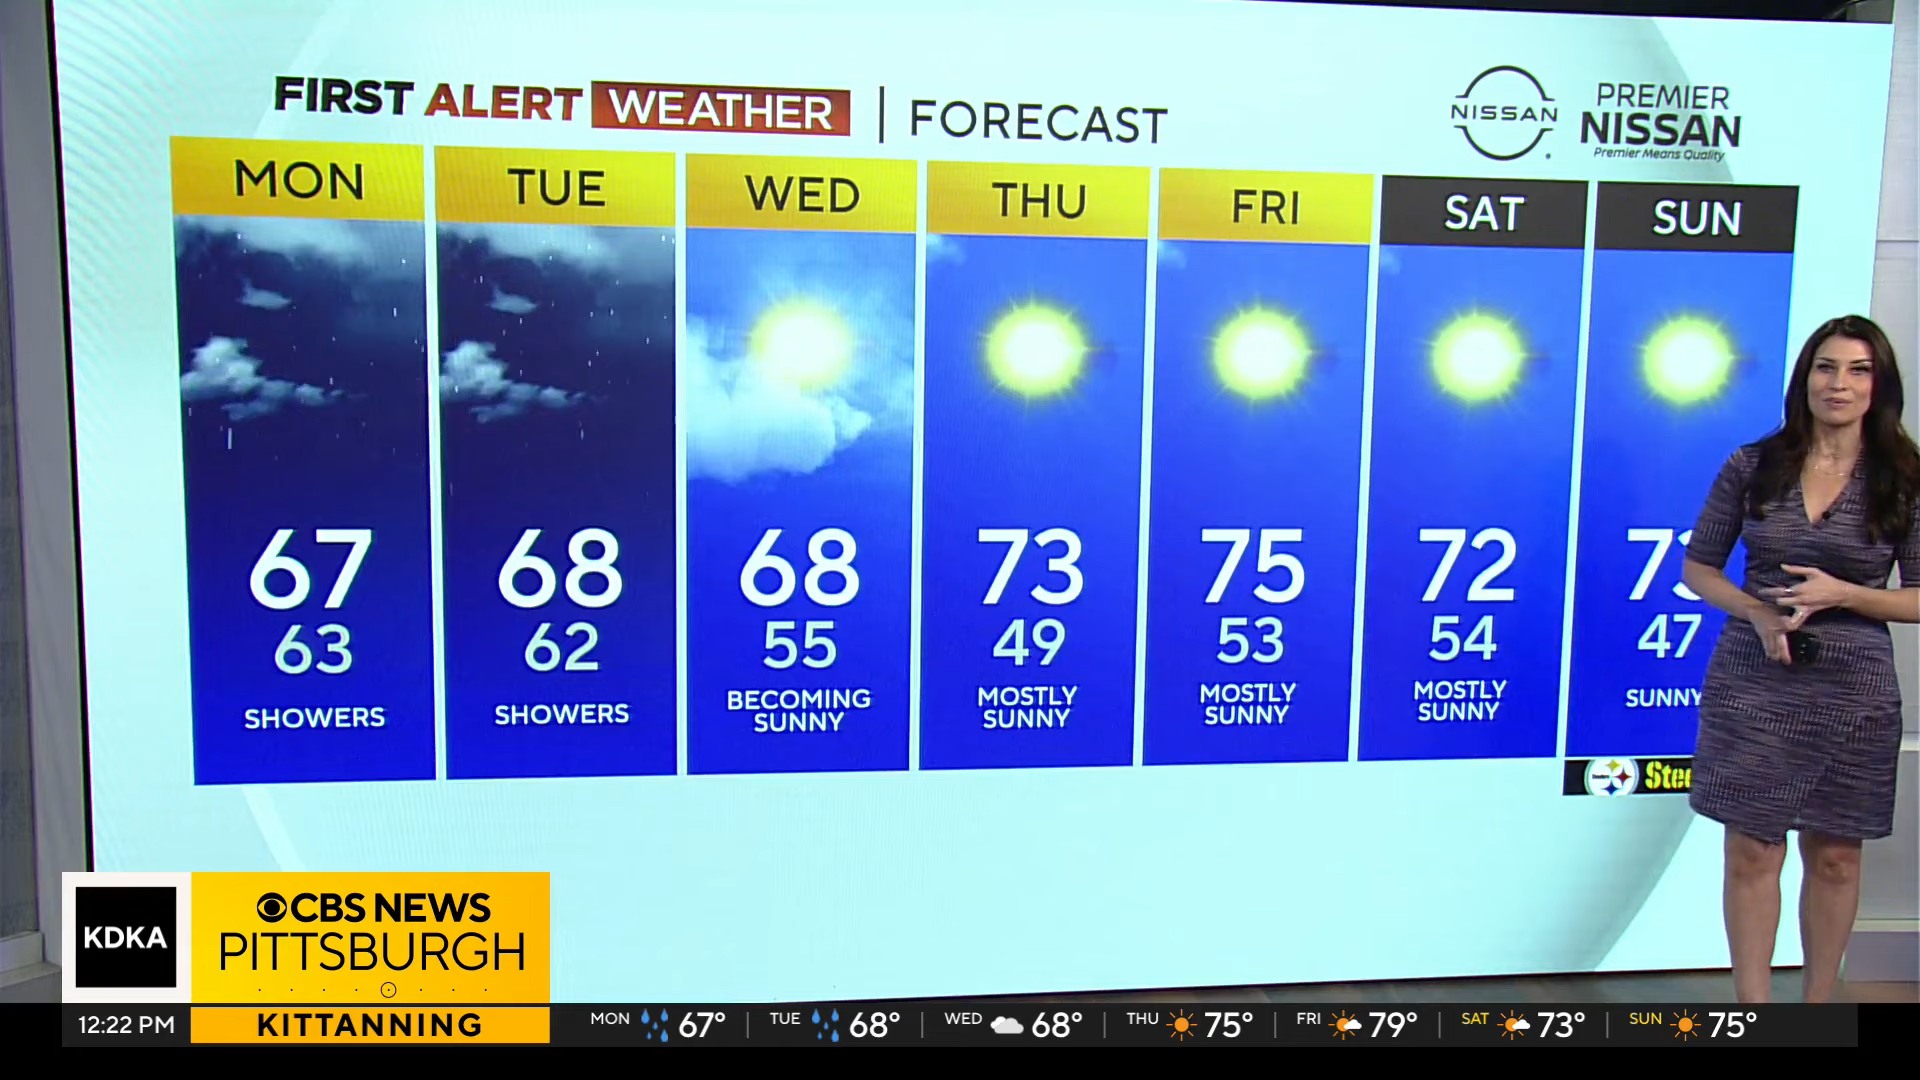 FIRST ALERT WEATHER | FORECAST
NISSAN
PREMIER
NISSAN
Premier Means Quality
MON TUE WED THU FRI SAT SUN
67 68 68 73 75 72
63 62 55 49 53 54 47
SHOWERS
SHOWERS
BECOMING
SUNNY
MOSTLY
SUNNY
MOSTLY
SUNNY
MOSTLY
SUNNY
SUNNY
Steelers
KDKA
CBS NEWS
PITTSBURGH
12:22 PM
KITTANNING
MON 67° | TUE 68° | WED 68° | THU 75° | FRI 79° | SAT 73° | SUN 75°